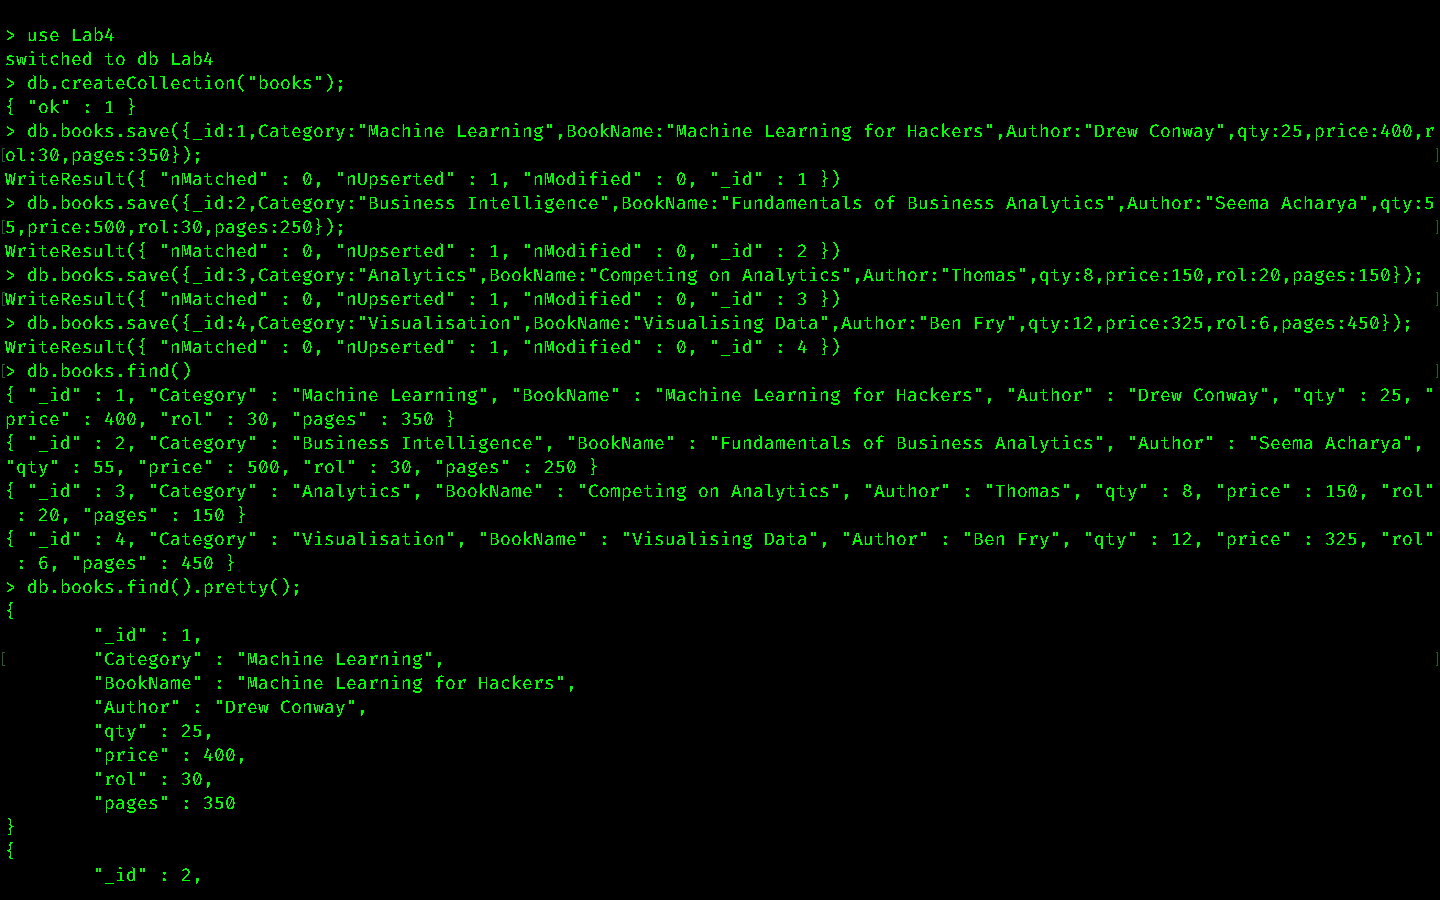 > use Lab4
switched to db Lab4
> db.createCollection("books");
{ "ok" : 1 }
> db.books.save({_id:1,Category:"Machine Learning",BookName:"Machine Learning for Hackers",Author:"Drew Conway",qty:25,price:400,r
[ol:30,pages:350}); ]
WriteResult({ "nMatched" : 0, "nUpserted" : 1, "nModified" : 0, "_id" : 1 })
> db.books.save({_id:2,Category:"Business Intelligence",BookName:"Fundamentals of Business Analytics",Author:"Seema Acharya",qty:5
[5,price:500,rol:30,pages:250}); ]
WriteResult({ "nMatched" : 0, "nUpserted" : 1, "nModified" : 0, "_id" : 2 })
> db.books.save({_id:3,Category:"Analytics",BookName:"Competing on Analytics",Author:"Thomas",qty:8,price:150,rol:20,pages:150});
[WriteResult({ "nMatched" : 0, "nUpserted" : 1, "nModified" : 0, "_id" : 3 }) ]
> db.books.save({_id:4,Category:"Visualisation",BookName:"Visualising Data",Author:"Ben Fry",qty:12,price:325,rol:6,pages:450});
WriteResult({ "nMatched" : 0, "nUpserted" : 1, "nModified" : 0, "_id" : 4 })
[> db.books.find() ]
{ "_id" : 1, "Category" : "Machine Learning", "BookName" : "Machine Learning for Hackers", "Author" : "Drew Conway", "qty" : 25, "
price" : 400, "rol" : 30, "pages" : 350 }
{ "_id" : 2, "Category" : "Business Intelligence", "BookName" : "Fundamentals of Business Analytics", "Author" : "Seema Acharya",
"qty" : 55, "price" : 500, "rol" : 30, "pages" : 250 }
{ "_id" : 3, "Category" : "Analytics", "BookName" : "Competing on Analytics", "Author" : "Thomas", "qty" : 8, "price" : 150, "rol"
 : 20, "pages" : 150 }
{ "_id" : 4, "Category" : "Visualisation", "BookName" : "Visualising Data", "Author" : "Ben Fry", "qty" : 12, "price" : 325, "rol"
 : 6, "pages" : 450 }
> db.books.find().pretty();
{
"_id" : 1,
[ "Category" : "Machine Learning", ]
"BookName" : "Machine Learning for Hackers",
"Author" : "Drew Conway",
"qty" : 25,
"price" : 400,
"rol" : 30,
"pages" : 350
}
{
"_id" : 2,